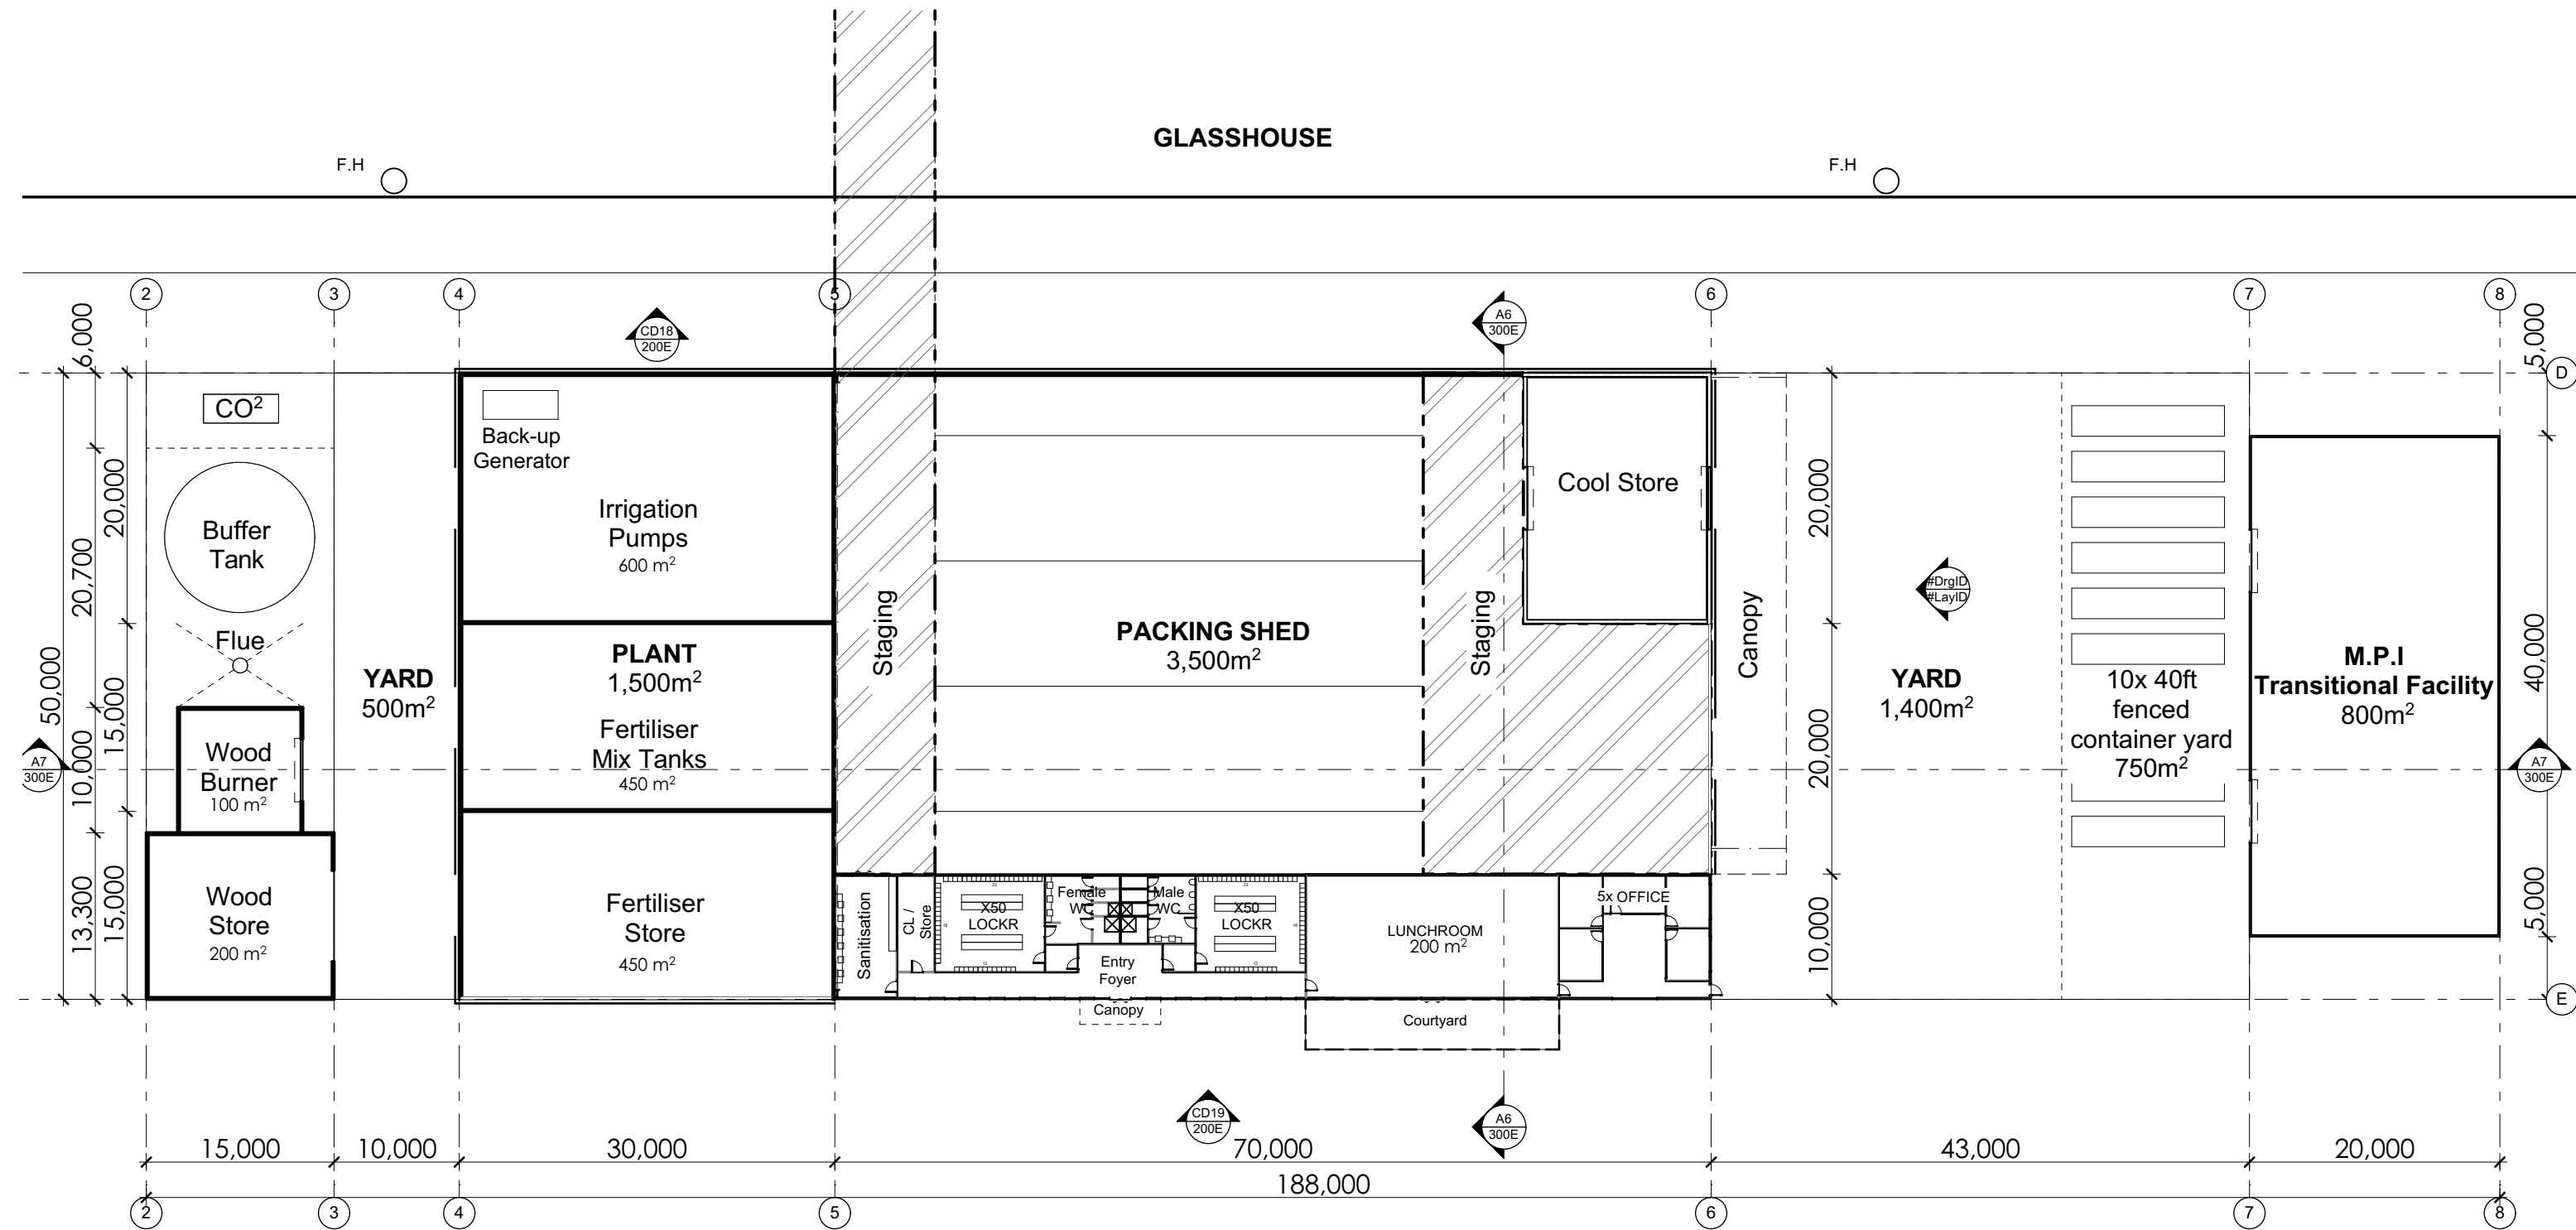 GLASSHOUSE
F.H
F.H
2
3
4
5
6
7
8
CD18
200E
A6
300E
6,000
5,000
D
CO²
Back-up
Generator
Irrigation
Pumps
600 m²
Buffer
Tank
Flue
Cool Store
20,000
20,700
20,000
#DrgID
#LayID
Staging
Staging
Canopy
PACKING SHED
3,500m²
PLANT
1,500m²
YARD
500m²
YARD
1,400m²
10x 40ft
fenced
container yard
750m²
M.P.I
Transitional Facility
800m²
40,000
50,000
15,000
10,000
20,000
Fertiliser
Mix Tanks
450 m²
Wood
Burner
100 m²
A7
300E
A7
300E
Wood
Store
200 m²
13,300
15,000
Fertiliser
Store
450 m²
Sanitisation
CL /
Store
X50
LOCKR
Female
WC
Male
WC
X50
LOCKR
Entry
Foyer
LUNCHROOM
200 m²
5x OFFICE
10,000
5,000
E
Canopy
Courtyard
CD19
200E
A6
300E
15,000
10,000
30,000
70,000
43,000
20,000
188,000
2
3
4
5
6
7
8